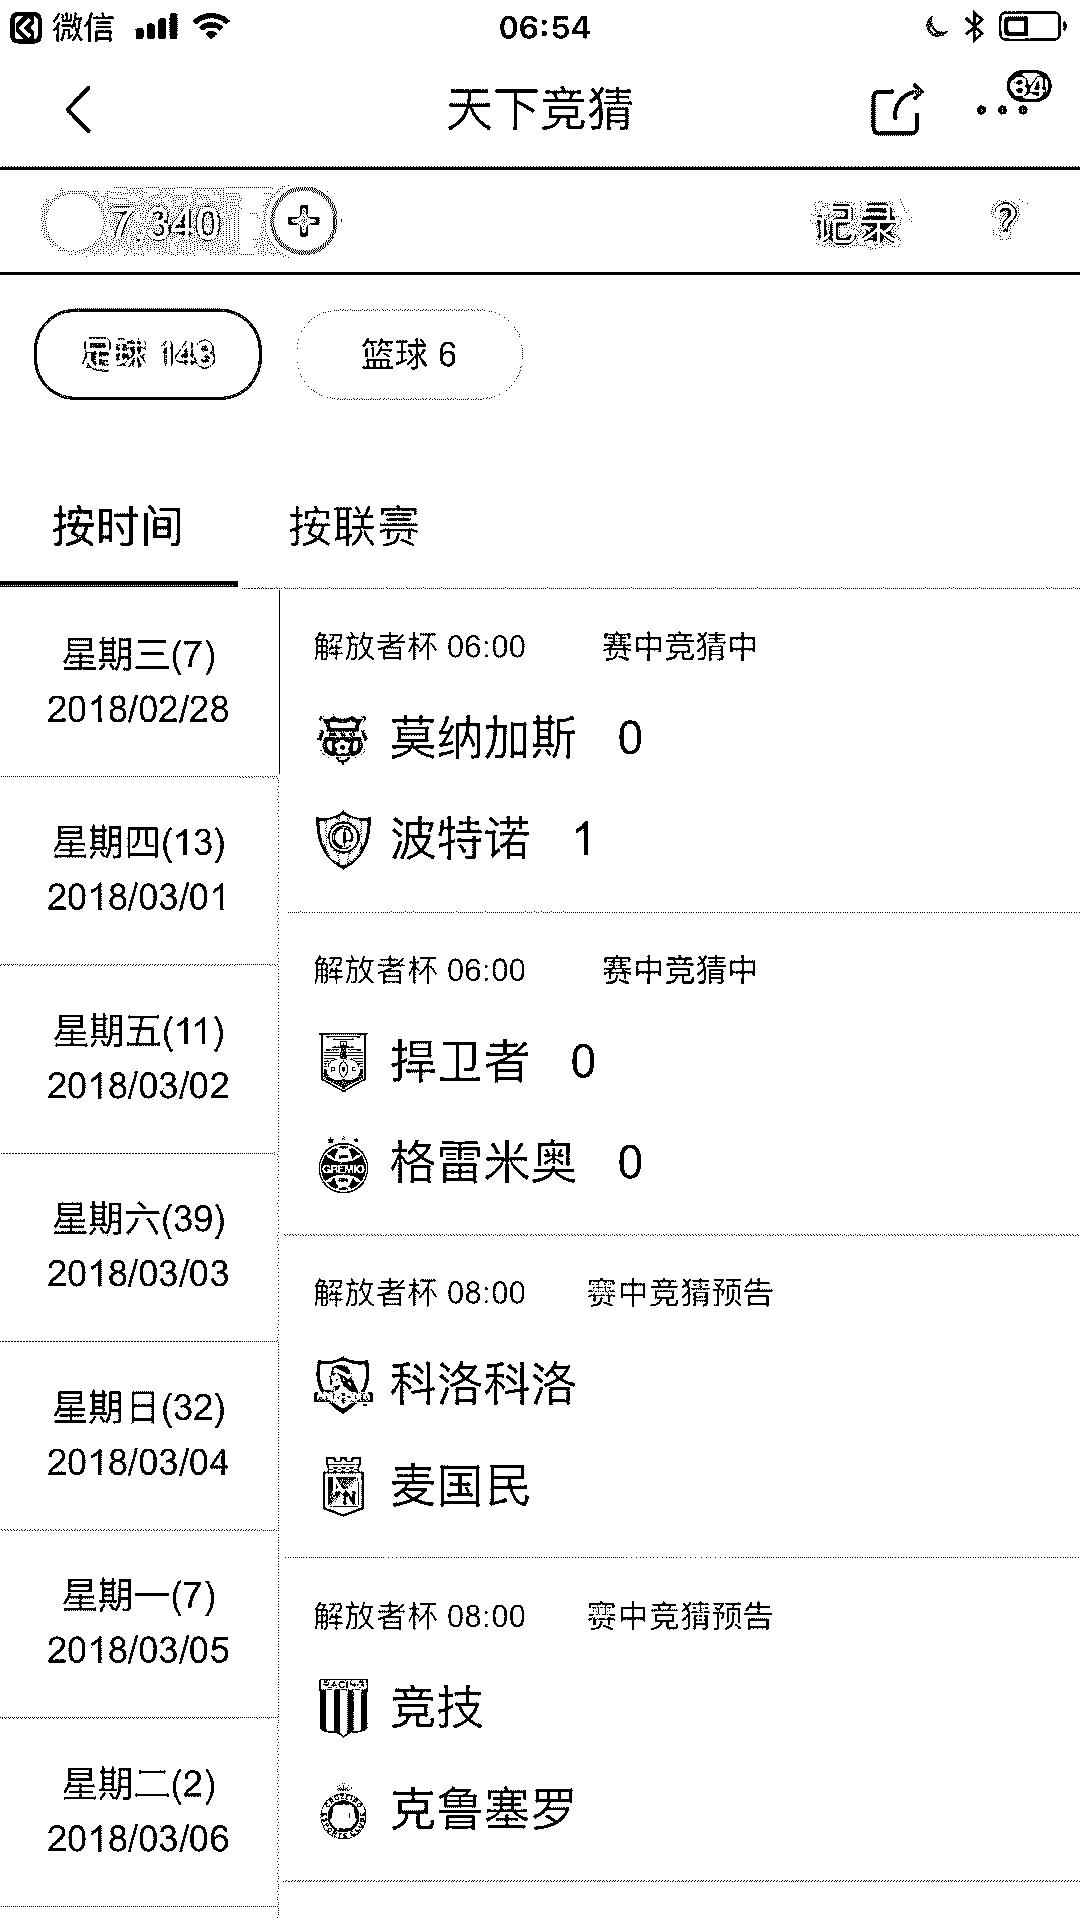 微信 06:54
天下竞猜 34
7.340 记录 ?
足球 143 篮球 6
按时间 按联赛
星期三(7)
2018/02/28
星期四(13)
2018/03/01
星期五(11)
2018/03/02
星期六(39)
2018/03/03
星期日(32)
2018/03/04
星期一(7)
2018/03/05
星期二(2)
2018/03/06
解放者杯 06:00 赛中竞猜中
莫纳加斯 0
波特诺 1
解放者杯 06:00 赛中竞猜中
捍卫者 0
GREMIO
格雷米奥 0
解放者杯 08:00 赛中竞猜预告
科洛科洛
麦国民
解放者杯 08:00 赛中竞猜预告
竞技
克鲁塞罗